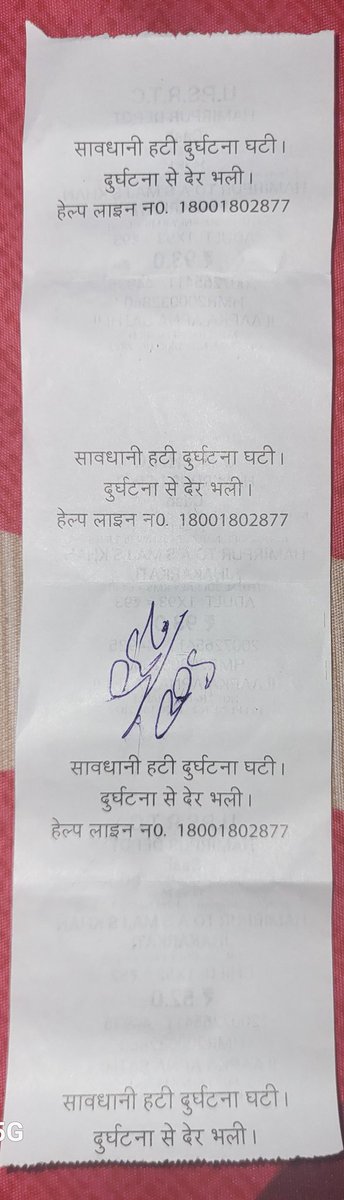 सावधानी हटी दुर्घटना घटी।
दुर्घटना से देर भली।
हेल्प लाइन न0. 18001802877
सावधानी हटी दुर्घटना घटी।
दुर्घटना से देर भली।
हेल्प लाइन न0. 18001802877
सावधानी हटी दुर्घटना घटी।
दुर्घटना से देर भली।
हेल्प लाइन न0. 18001802877
सावधानी हटी दुर्घटना घटी।
दुर्घटना से देर भली।
5G